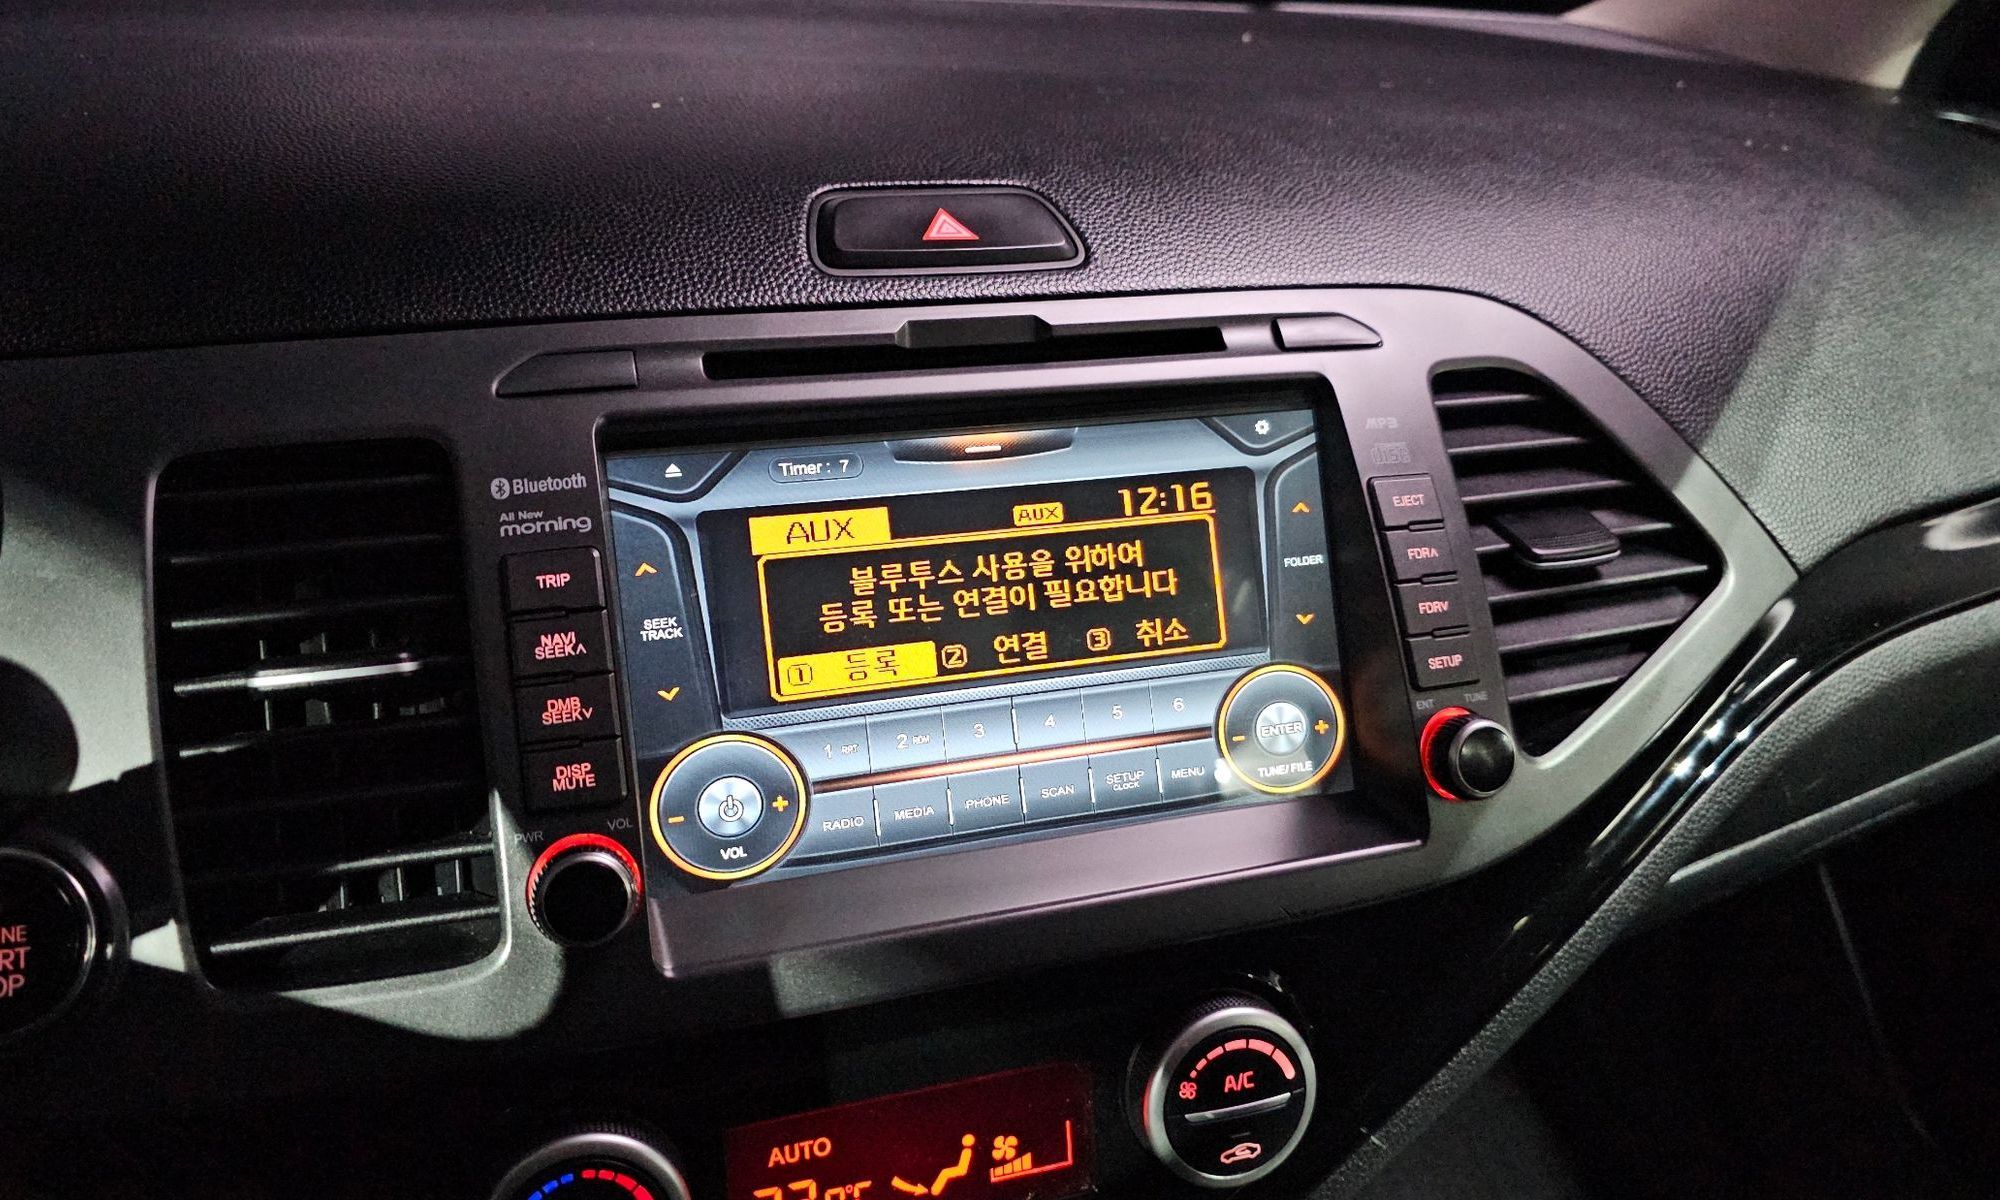 MP3
Timer : 7
Bluetooth
All New
morning
AUX
AUX
12:16
블루투스 사용을 위하여
등록 또는 연결이 필요합니다
① 등록 ② 연결 ③ 취소
EJECT
FDR∧
FDR∨
SETUP
ENT
TUNE
TRIP
NAVI
SEEK∧
DMB
SEEK∨
DISP
MUTE
PWR
VOL
SEEK
TRACK
FOLDER
1 RPT
2 RDM
3
4
5
6
RADIO
MEDIA
PHONE
SCAN
SETUP
CLOCK
MENU
- +
VOL
- ENTER +
TUNE/ FILE
A/C
AUTO